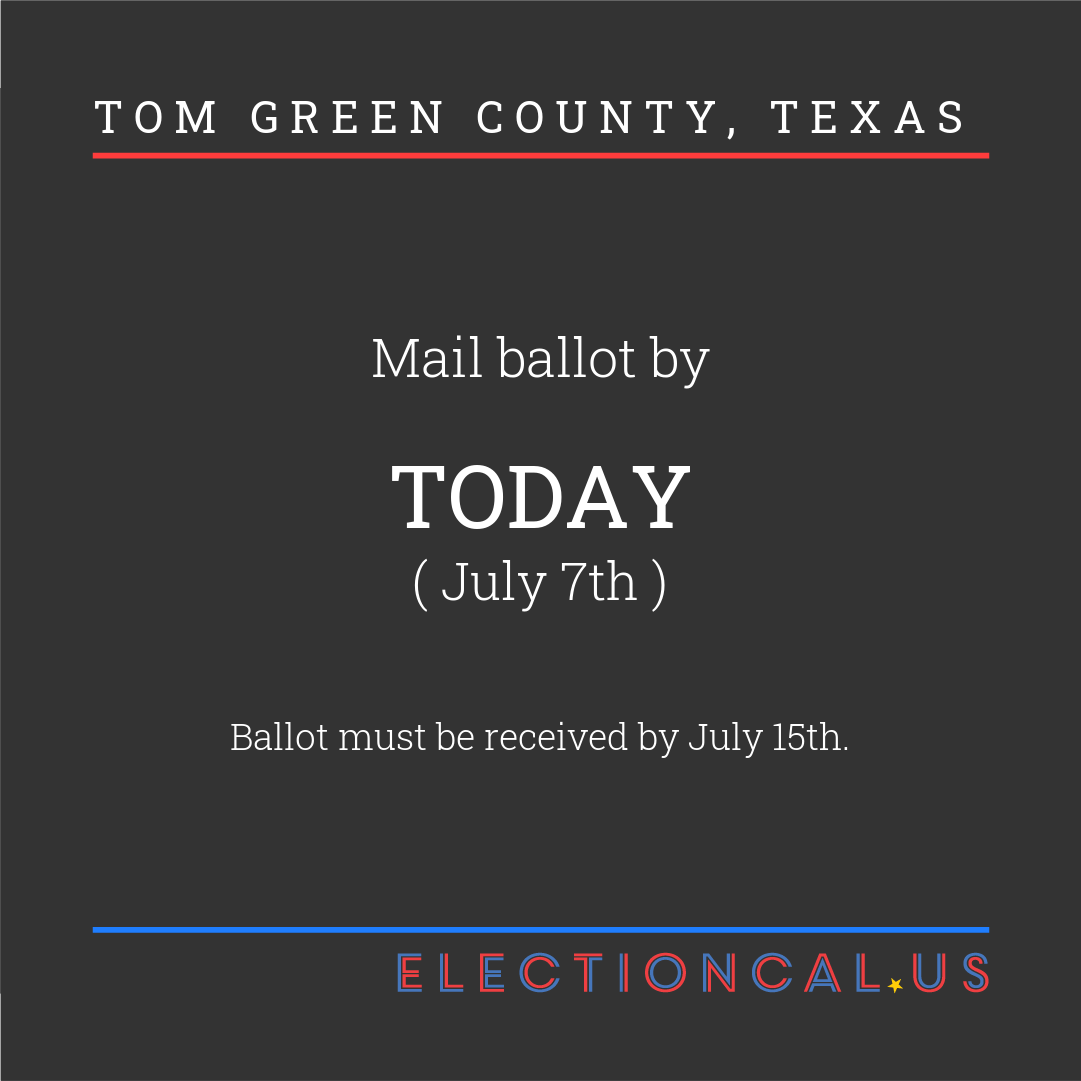 TOM GREEN COUNTY, TEXAS
Mail ballot by
TODAY
( July 7th )
Ballot must be received by July 15th.
ELECTIONCAL.US